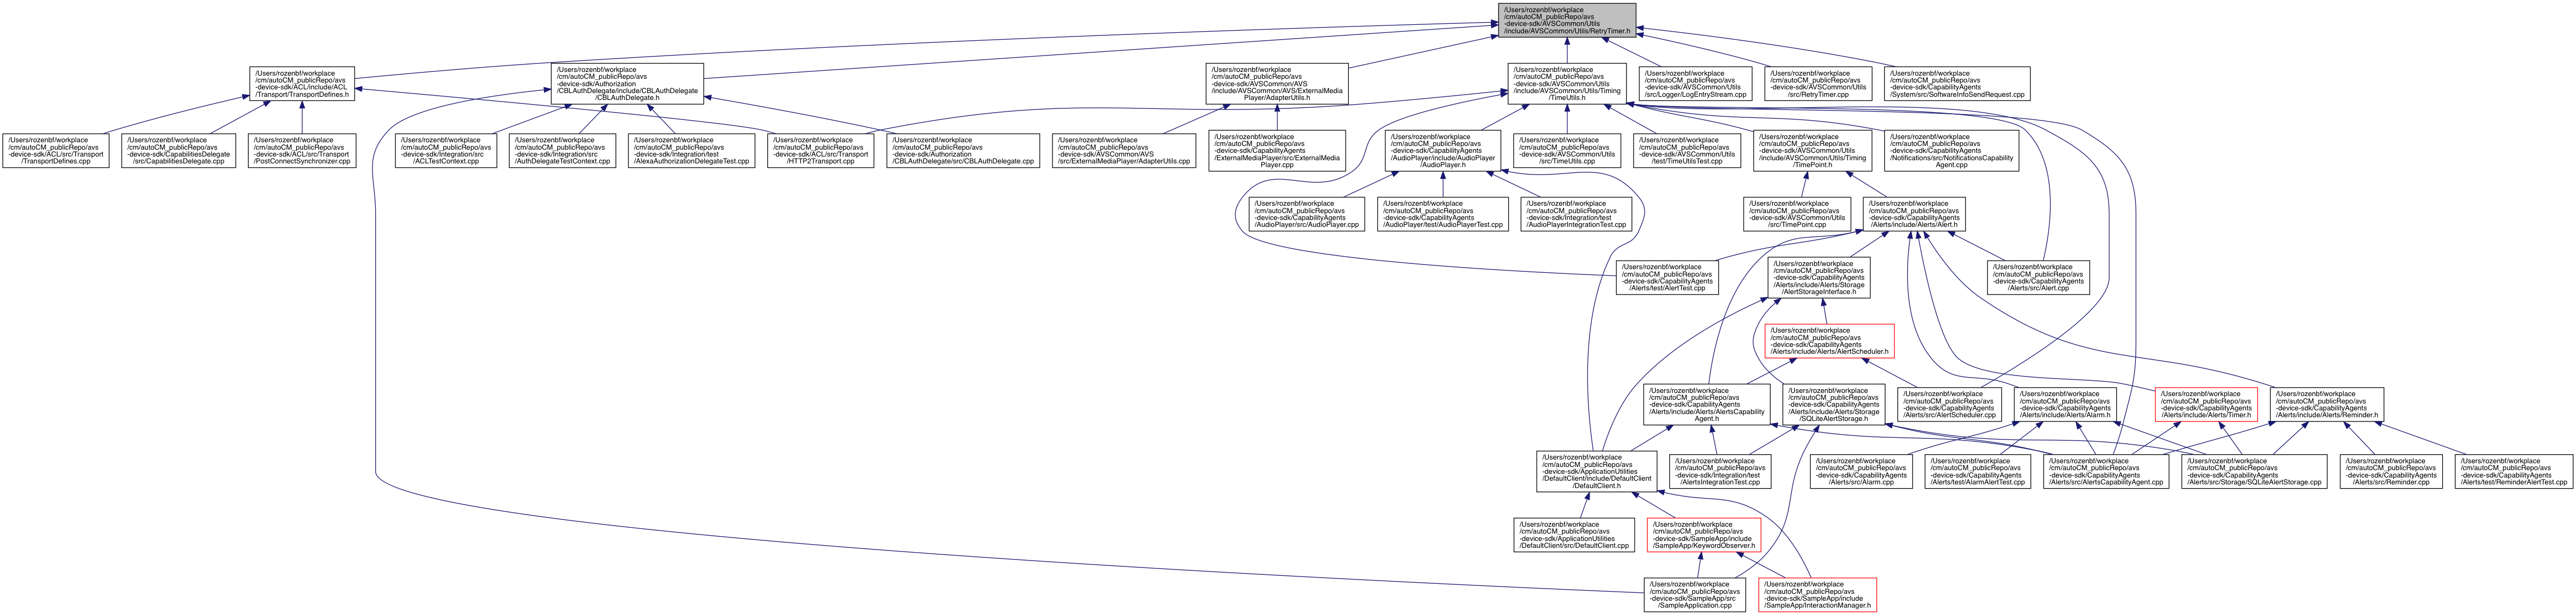 /Users/rozenbf/workplace
/cm/autoCM_publicRepo/avs
-device-sdk/AVSCommon/Utils
/include/AVSCommon/Utils/RetryTimer.h
/Users/rozenbf/workplace
/cm/autoCM_publicRepo/avs
-device-sdk/ACL/include/ACL
/Transport/TransportDefines.h
/Users/rozenbf/workplace
/cm/autoCM_publicRepo/avs
-device-sdk/Authorization
/CBLAuthDelegate/include/CBLAuthDelegate
/CBLAuthDelegate.h
/Users/rozenbf/workplace
/cm/autoCM_publicRepo/avs
-device-sdk/AVSCommon/AVS
/include/AVSCommon/AVS/ExternalMedia
Player/AdapterUtils.h
/Users/rozenbf/workplace
/cm/autoCM_publicRepo/avs
-device-sdk/AVSCommon/Utils
/include/AVSCommon/Utils/Timing
/TimeUtils.h
/Users/rozenbf/workplace
/cm/autoCM_publicRepo/avs
-device-sdk/AVSCommon/Utils
/src/Logger/LogEntryStream.cpp
/Users/rozenbf/workplace
/cm/autoCM_publicRepo/avs
-device-sdk/AVSCommon/Utils
/src/RetryTimer.cpp
/Users/rozenbf/workplace
/cm/autoCM_publicRepo/avs
-device-sdk/CapabilityAgents
/System/src/SoftwareInfoSendRequest.cpp
/Users/rozenbf/workplace
/cm/autoCM_publicRepo/avs
-device-sdk/ACL/src/Transport
/TransportDefines.cpp
/Users/rozenbf/workplace
/cm/autoCM_publicRepo/avs
-device-sdk/CapabilitiesDelegate
/src/CapabilitiesDelegate.cpp
/Users/rozenbf/workplace
/cm/autoCM_publicRepo/avs
-device-sdk/ACL/src/Transport
/PostConnectSynchronizer.cpp
/Users/rozenbf/workplace
/cm/autoCM_publicRepo/avs
-device-sdk/Integration/src
/ACLTestContext.cpp
/Users/rozenbf/workplace
/cm/autoCM_publicRepo/avs
-device-sdk/Integration/src
/AuthDelegateTestContext.cpp
/Users/rozenbf/workplace
/cm/autoCM_publicRepo/avs
-device-sdk/Integration/test
/AlexaAuthorizationDelegateTest.cpp
/Users/rozenbf/workplace
/cm/autoCM_publicRepo/avs
-device-sdk/ACL/src/Transport
/HTTP2Transport.cpp
/Users/rozenbf/workplace
/cm/autoCM_publicRepo/avs
-device-sdk/Authorization
/CBLAuthDelegate/src/CBLAuthDelegate.cpp
/Users/rozenbf/workplace
/cm/autoCM_publicRepo/avs
-device-sdk/AVSCommon/AVS
/src/ExternalMediaPlayer/AdapterUtils.cpp
/Users/rozenbf/workplace
/cm/autoCM_publicRepo/avs
-device-sdk/CapabilityAgents
/ExternalMediaPlayer/src/ExternalMedia
Player.cpp
/Users/rozenbf/workplace
/cm/autoCM_publicRepo/avs
-device-sdk/CapabilityAgents
/AudioPlayer/include/AudioPlayer
/AudioPlayer.h
/Users/rozenbf/workplace
/cm/autoCM_publicRepo/avs
-device-sdk/AVSCommon/Utils
/src/TimeUtils.cpp
/Users/rozenbf/workplace
/cm/autoCM_publicRepo/avs
-device-sdk/AVSCommon/Utils
/test/TimeUtilsTest.cpp
/Users/rozenbf/workplace
/cm/autoCM_publicRepo/avs
-device-sdk/AVSCommon/Utils
/include/AVSCommon/Utils/Timing
/TimePoint.h
/Users/rozenbf/workplace
/cm/autoCM_publicRepo/avs
-device-sdk/CapabilityAgents
/Notifications/src/NotificationsCapability
Agent.cpp
/Users/rozenbf/workplace
/cm/autoCM_publicRepo/avs
-device-sdk/CapabilityAgents
/AudioPlayer/src/AudioPlayer.cpp
/Users/rozenbf/workplace
/cm/autoCM_publicRepo/avs
-device-sdk/CapabilityAgents
/AudioPlayer/test/AudioPlayerTest.cpp
/Users/rozenbf/workplace
/cm/autoCM_publicRepo/avs
-device-sdk/Integration/test
/AudioPlayerIntegrationTest.cpp
/Users/rozenbf/workplace
/cm/autoCM_publicRepo/avs
-device-sdk/AVSCommon/Utils
/src/TimePoint.cpp
/Users/rozenbf/workplace
/cm/autoCM_publicRepo/avs
-device-sdk/CapabilityAgents
/Alerts/include/Alerts/Alert.h
/Users/rozenbf/workplace
/cm/autoCM_publicRepo/avs
-device-sdk/CapabilityAgents
/Alerts/test/AlertTest.cpp
/Users/rozenbf/workplace
/cm/autoCM_publicRepo/avs
-device-sdk/CapabilityAgents
/Alerts/include/Alerts/Storage
/AlertStorageInterface.h
/Users/rozenbf/workplace
/cm/autoCM_publicRepo/avs
-device-sdk/CapabilityAgents
/Alerts/src/Alert.cpp
/Users/rozenbf/workplace
/cm/autoCM_publicRepo/avs
-device-sdk/CapabilityAgents
/Alerts/include/Alerts/AlertScheduler.h
/Users/rozenbf/workplace
/cm/autoCM_publicRepo/avs
-device-sdk/CapabilityAgents
/Alerts/include/Alerts/AlertsCapability
Agent.h
/Users/rozenbf/workplace
/cm/autoCM_publicRepo/avs
-device-sdk/CapabilityAgents
/Alerts/include/Alerts/Storage
/SQLiteAlertStorage.h
/Users/rozenbf/workplace
/cm/autoCM_publicRepo/avs
-device-sdk/CapabilityAgents
/Alerts/src/AlertScheduler.cpp
/Users/rozenbf/workplace
/cm/autoCM_publicRepo/avs
-device-sdk/CapabilityAgents
/Alerts/include/Alerts/Alarm.h
/Users/rozenbf/workplace
/cm/autoCM_publicRepo/avs
-device-sdk/CapabilityAgents
/Alerts/include/Alerts/Timer.h
/Users/rozenbf/workplace
/cm/autoCM_publicRepo/avs
-device-sdk/CapabilityAgents
/Alerts/include/Alerts/Reminder.h
/Users/rozenbf/workplace
/cm/autoCM_publicRepo/avs
-device-sdk/ApplicationUtilities
/DefaultClient/include/DefaultClient
/DefaultClient.h
/Users/rozenbf/workplace
/cm/autoCM_publicRepo/avs
-device-sdk/Integration/test
/AlertsIntegrationTest.cpp
/Users/rozenbf/workplace
/cm/autoCM_publicRepo/avs
-device-sdk/CapabilityAgents
/Alerts/src/Alarm.cpp
/Users/rozenbf/workplace
/cm/autoCM_publicRepo/avs
-device-sdk/CapabilityAgents
/Alerts/test/AlarmAlertTest.cpp
/Users/rozenbf/workplace
/cm/autoCM_publicRepo/avs
-device-sdk/CapabilityAgents
/Alerts/src/AlertsCapabilityAgent.cpp
/Users/rozenbf/workplace
/cm/autoCM_publicRepo/avs
-device-sdk/CapabilityAgents
/Alerts/src/Storage/SQLiteAlertStorage.cpp
/Users/rozenbf/workplace
/cm/autoCM_publicRepo/avs
-device-sdk/CapabilityAgents
/Alerts/src/Reminder.cpp
/Users/rozenbf/workplace
/cm/autoCM_publicRepo/avs
-device-sdk/CapabilityAgents
/Alerts/test/ReminderAlertTest.cpp
/Users/rozenbf/workplace
/cm/autoCM_publicRepo/avs
-device-sdk/ApplicationUtilities
/DefaultClient/src/DefaultClient.cpp
/Users/rozenbf/workplace
/cm/autoCM_publicRepo/avs
-device-sdk/SampleApp/include
/SampleApp/KeywordObserver.h
/Users/rozenbf/workplace
/cm/autoCM_publicRepo/avs
-device-sdk/SampleApp/src
/SampleApplication.cpp
/Users/rozenbf/workplace
/cm/autoCM_publicRepo/avs
-device-sdk/SampleApp/include
/SampleApp/InteractionManager.h